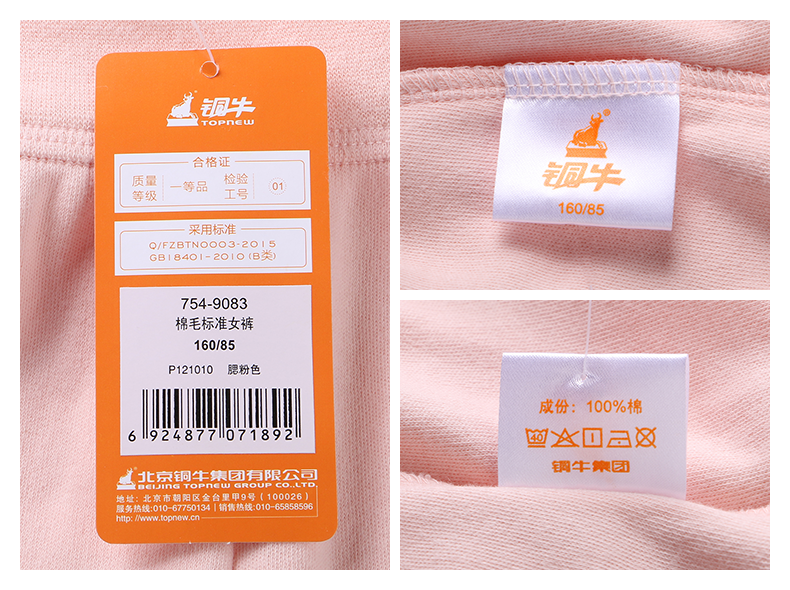 铜牛
TOPNEW
合格证
质量等级
一等品
检验工号
01
采用标准
Q/FZBTN0003-2015
GB18401-2010(B类)
754-9083
棉毛标准女裤
160/85
P121010 腮粉色
6 924877 071892
北京铜牛集团有限公司
BEIJING TOPNEW GROUP CO.,LTD.
地址: 北京市朝阳区金台里甲9号（100026）
服务热线:010-67750134｜销售热线:010-65858596
http://www.topnew.cn
铜牛
160/85
成份：100%棉
40
铜牛集团